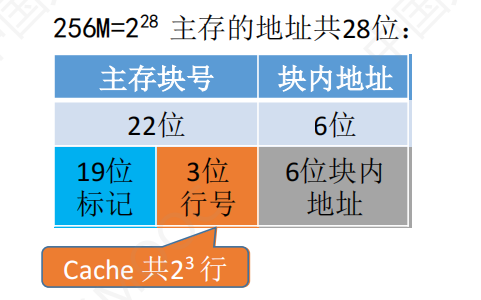 256M=2²⁸ 主存的地址共28位：
主存块号 块内地址
22位 6位
19位 3位 6位块内
标记 行号 地址
Cache 共2³ 行